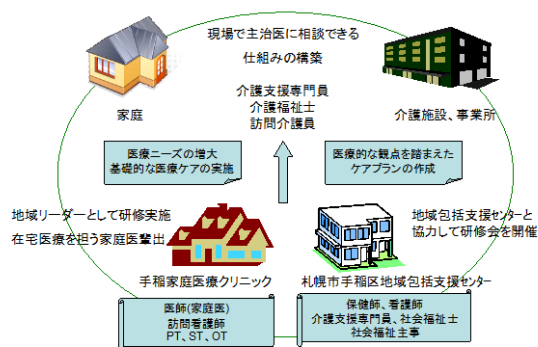 現場で主治医に相談できる
仕組みの構築
家庭
介護支援専門員
介護福祉士
訪問介護員
介護施設、事業所
医療ニーズの増大
基礎的な医療ケアの実施
医療的な観点を踏まえた
ケアプランの作成
地域リーダーとして研修実施
在宅医療を担う家庭医輩出
地域包括支援センターと
協力して研修会を開催
手稲家庭医療クリニック
札幌市手稲区地域包括支援センター
医師(家庭医)
訪問看護師
PT、ST、OT
保健師、看護師
介護支援専門員、社会福祉士
社会福祉主事